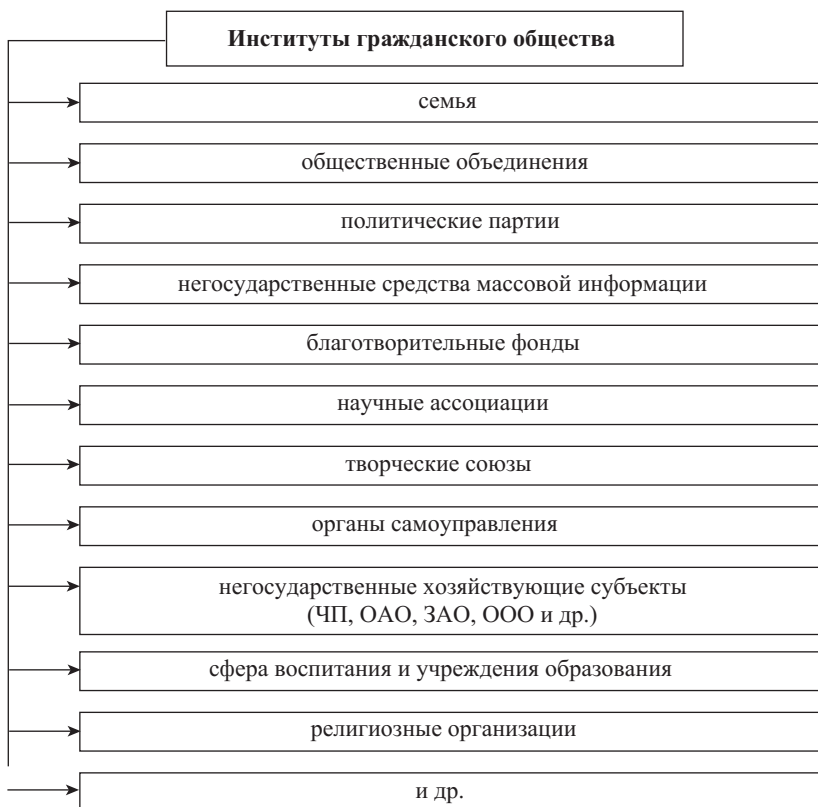 Институты гражданского общества
семья
общественные объединения
политические партии
негосударственные средства массовой информации
благотворительные фонды
научные ассоциации
творческие союзы
органы самоуправления
негосударственные хозяйствующие субъекты
(ЧП, ОАО, ЗАО, ООО и др.)
сфера воспитания и учреждения образования
религиозные организации
и др.